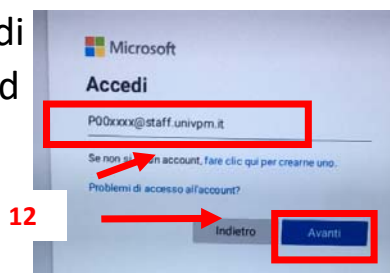 di
d
Microsoft
Accedi
P00xxxx@staff.univpm.it
Se non si un account, fare clic qui per crearne uno.
Problemi di accesso all'account?
12
Indietro
Avanti